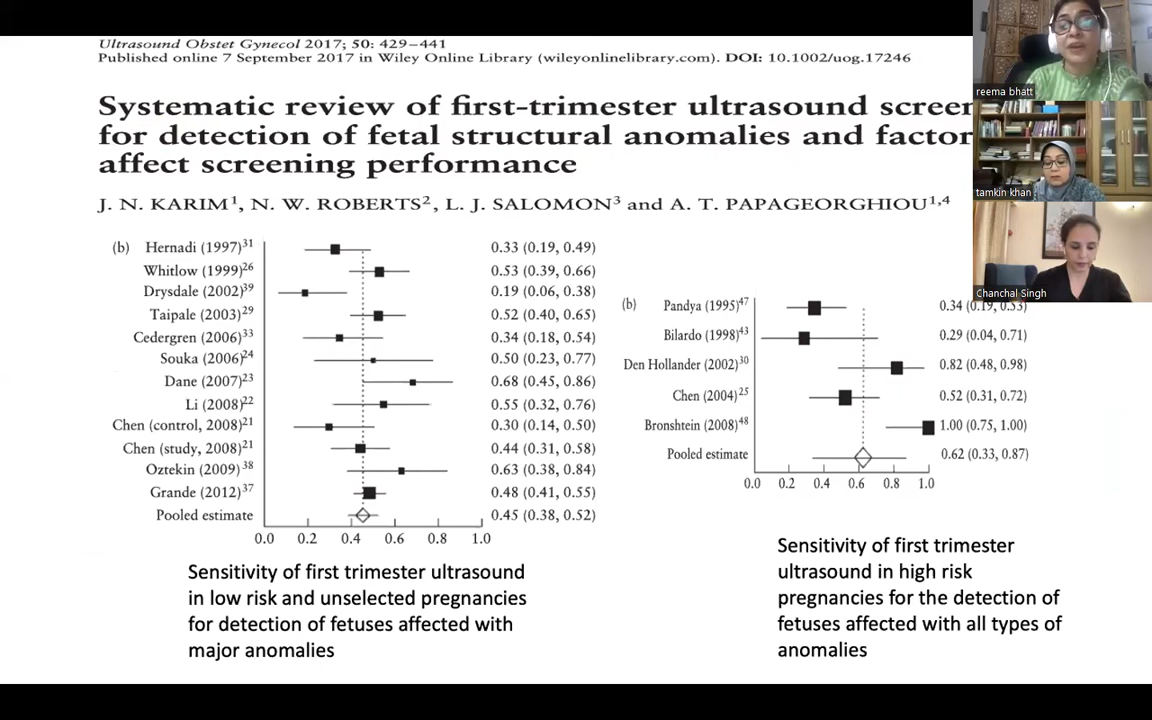 Ultrasound Obstet Gynecol 2017; 50: 429–441
Published online 7 September 2017 in Wiley Online Library (wileyonlinelibrary.com). DOI: 10.1002/uog.17246
Systematic review of first-trimester ultrasound screen
for detection of fetal structural anomalies and factor
affect screening performance
J. N. KARIM1, N. W. ROBERTS2, L. J. SALOMON3 and A. T. PAPAGEORGHIOU1,4
(b) Hernadi (1997)31 0.33 (0.19, 0.49)
Whitlow (1999)26 0.53 (0.39, 0.66)
Drysdale (2002)39 0.19 (0.06, 0.38)
Taipale (2003)29 0.52 (0.40, 0.65)
Cedergren (2006)33 0.34 (0.18, 0.54)
Souka (2006)24 0.50 (0.23, 0.77)
Dane (2007)23 0.68 (0.45, 0.86)
Li (2008)22 0.55 (0.32, 0.76)
Chen (control, 2008)21 0.30 (0.14, 0.50)
Chen (study, 2008)21 0.44 (0.31, 0.58)
Oztekin (2009)38 0.63 (0.38, 0.84)
Grande (2012)37 0.48 (0.41, 0.55)
Pooled estimate 0.45 (0.38, 0.52)
0.0 0.2 0.4 0.6 0.8 1.0
Sensitivity of first trimester ultrasound
in low risk and unselected pregnancies
for detection of fetuses affected with
major anomalies
(b) Pandya (1995)47 0.34 (0.19, 0.53)
Bilardo (1998)43 0.29 (0.04, 0.71)
Den Hollander (2002)30 0.82 (0.48, 0.98)
Chen (2004)25 0.52 (0.31, 0.72)
Bronshtein (2008)48 1.00 (0.75, 1.00)
Pooled estimate 0.62 (0.33, 0.87)
0.0 0.2 0.4 0.6 0.8 1.0
Sensitivity of first trimester
ultrasound in high risk
pregnancies for the detection of
fetuses affected with all types of
anomalies
reema bhatt
tamkin khan
Chanchal Singh